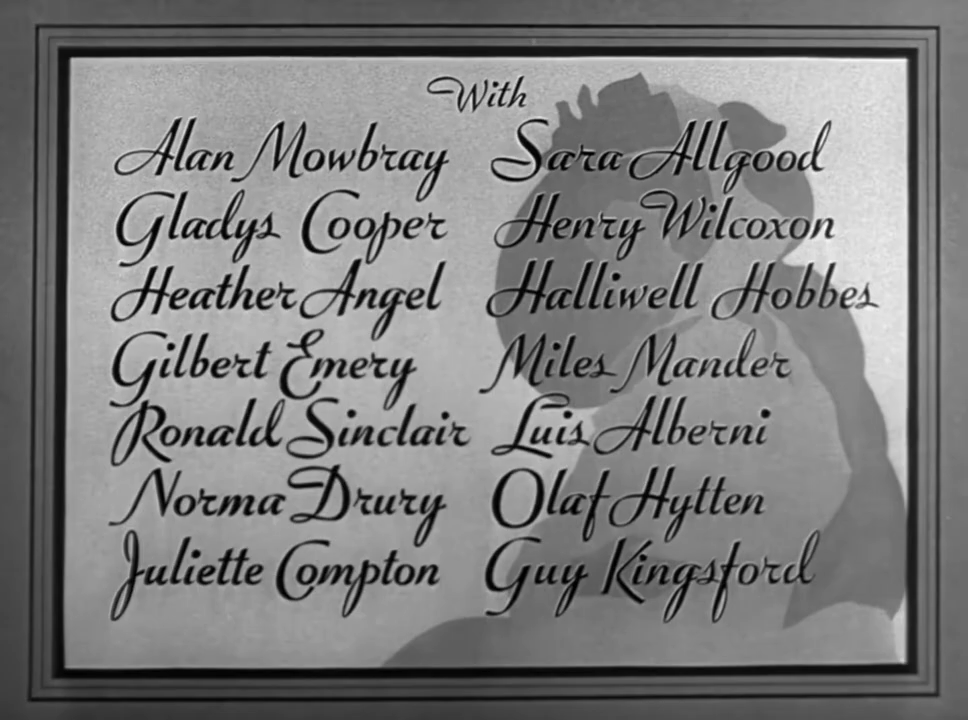 With
Alan Mowbray Sara Allgood
Gladys Cooper Henry Wilcoxon
Heather Angel Halliwell Hobbes
Gilbert Emery Miles Mander
Ronald Sinclair Luis Alberni
Norma Drury Olaf Hytten
Juliette Compton Guy Kingsford